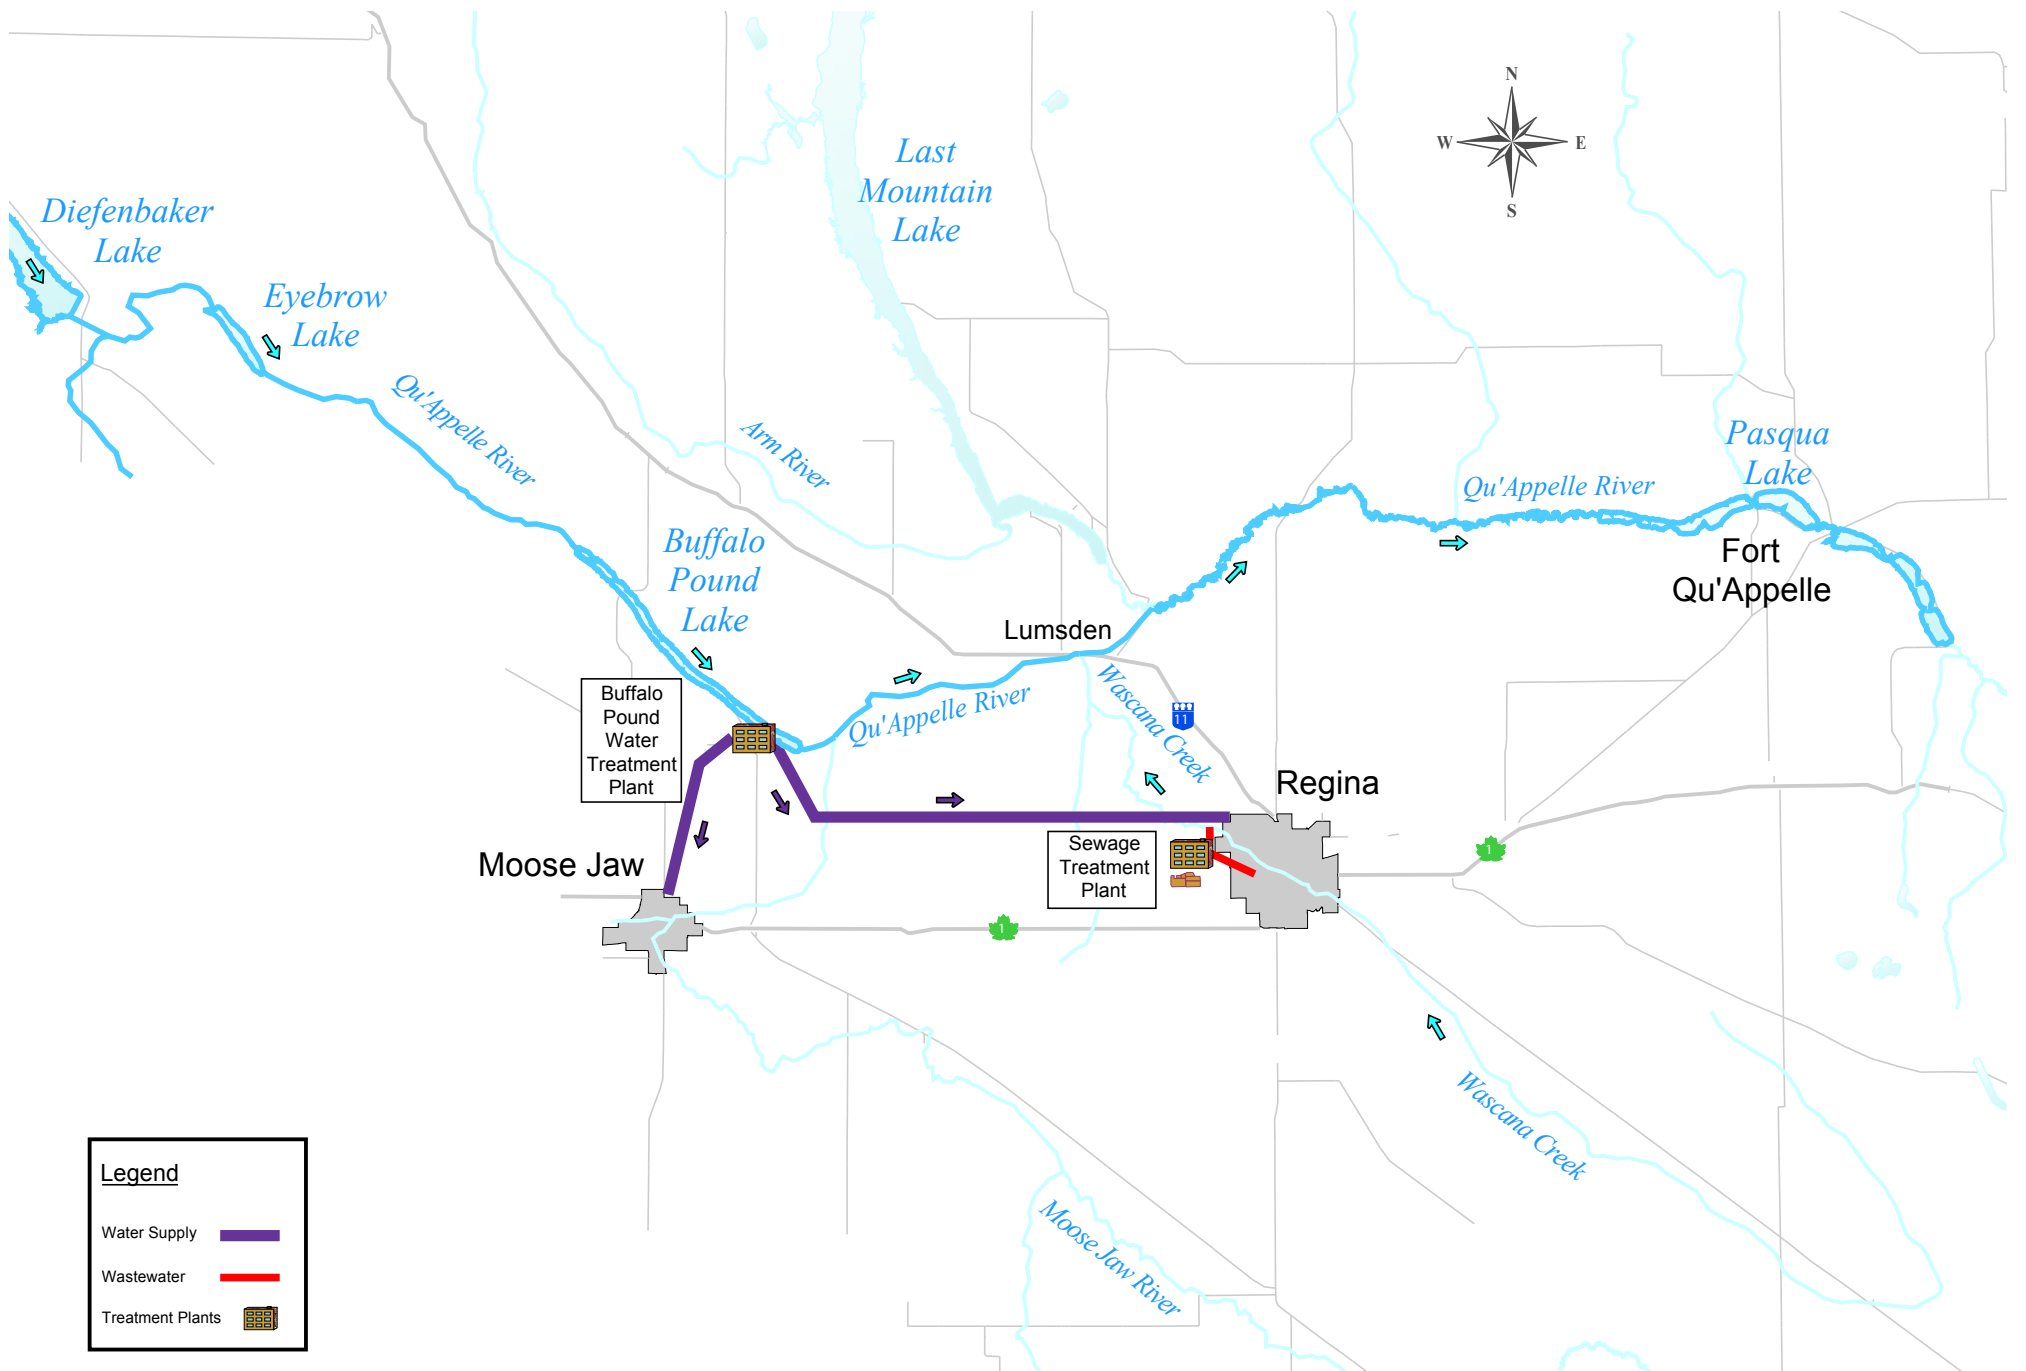 N
W
E
S
Last
Mountain
Lake
Diefenbaker
Lake
Eyebrow
Lake
Qu'Appelle River
Arm River
Pasqua
Lake
Qu'Appelle River
Buffalo
Pound
Lake
Fort
Qu'Appelle
Lumsden
Wascana Creek
Qu'Appelle River
11
Buffalo
Pound
Water
Treatment
Plant
Regina
Sewage
Treatment
Plant
1
Moose Jaw
1
Wascana Creek
Moose Jaw River
Legend
Water Supply
Wastewater
Treatment Plants